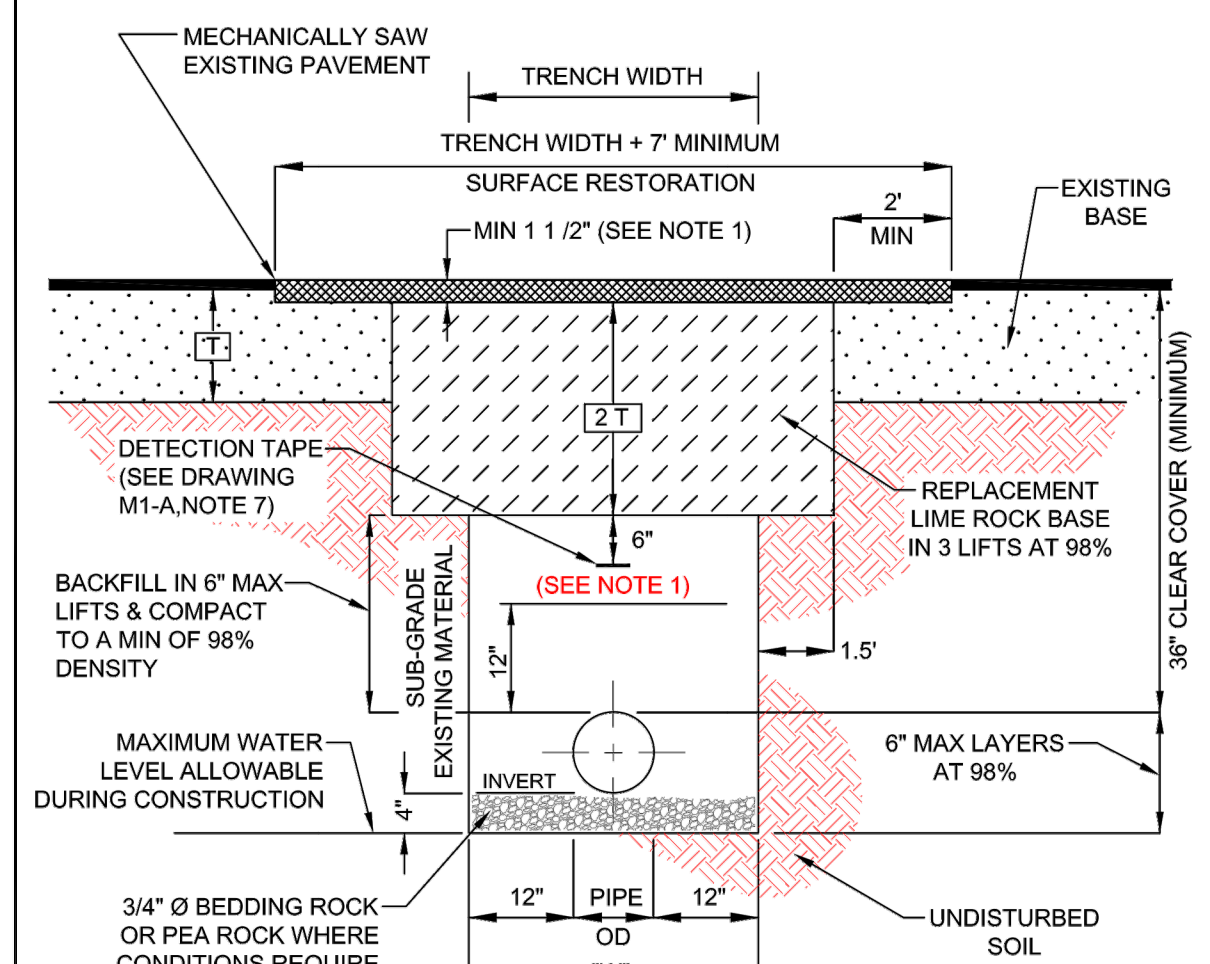 MECHANICALLY SAW
EXISTING PAVEMENT
TRENCH WIDTH
TRENCH WIDTH + 7' MINIMUM
SURFACE RESTORATION
2'
MIN
EXISTING
BASE
MIN 1 1 /2" (SEE NOTE 1)
T
2 T
36" CLEAR COVER (MINIMUM)
DETECTION TAPE
(SEE DRAWING
M1-A,NOTE 7)
REPLACEMENT
LIME ROCK BASE
IN 3 LIFTS AT 98%
6"
(SEE NOTE 1)
BACKFILL IN 6" MAX
LIFTS & COMPACT
TO A MIN OF 98%
DENSITY
SUB-GRADE
EXISTING MATERIAL
12"
1.5'
MAXIMUM WATER
LEVEL ALLOWABLE
DURING CONSTRUCTION
6" MAX LAYERS
AT 98%
INVERT
4"
3/4" Ø BEDDING ROCK
OR PEA ROCK WHERE
CONDITIONS REQUIRE
12"
PIPE
OD
12"
UNDISTURBED
SOIL